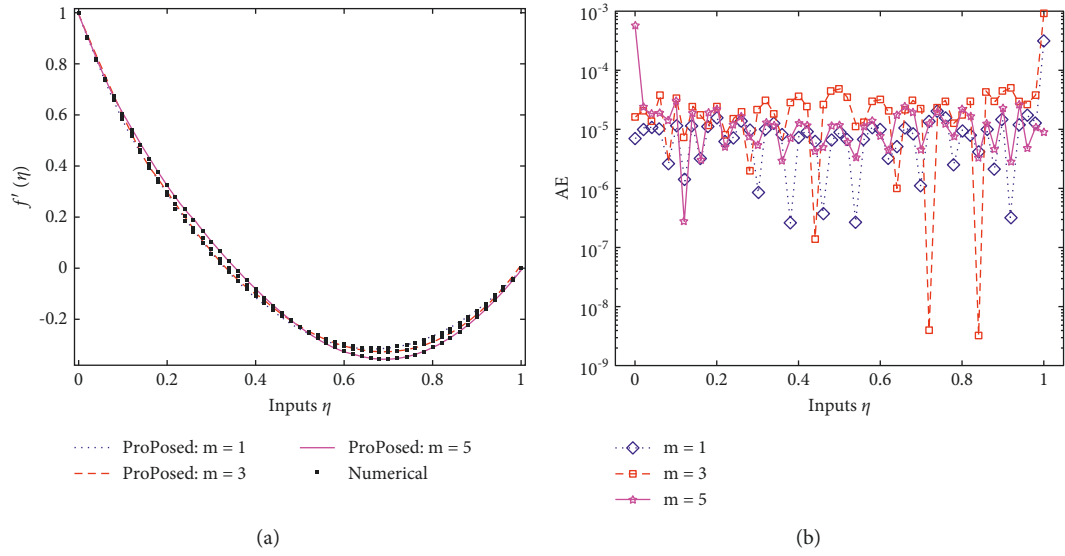 1
0.8
0.6
0.4
0.2
0
-0.2
f′ (η)
0 0.2 0.4 0.6 0.8 1
Inputs η
ProPosed: m = 1
ProPosed: m = 3
ProPosed: m = 5
Numerical
(a)
10⁻³
10⁻⁴
10⁻⁵
10⁻⁶
10⁻⁷
10⁻⁸
10⁻⁹
AE
0 0.2 0.4 0.6 0.8 1
Inputs η
m = 1
m = 3
m = 5
(b)